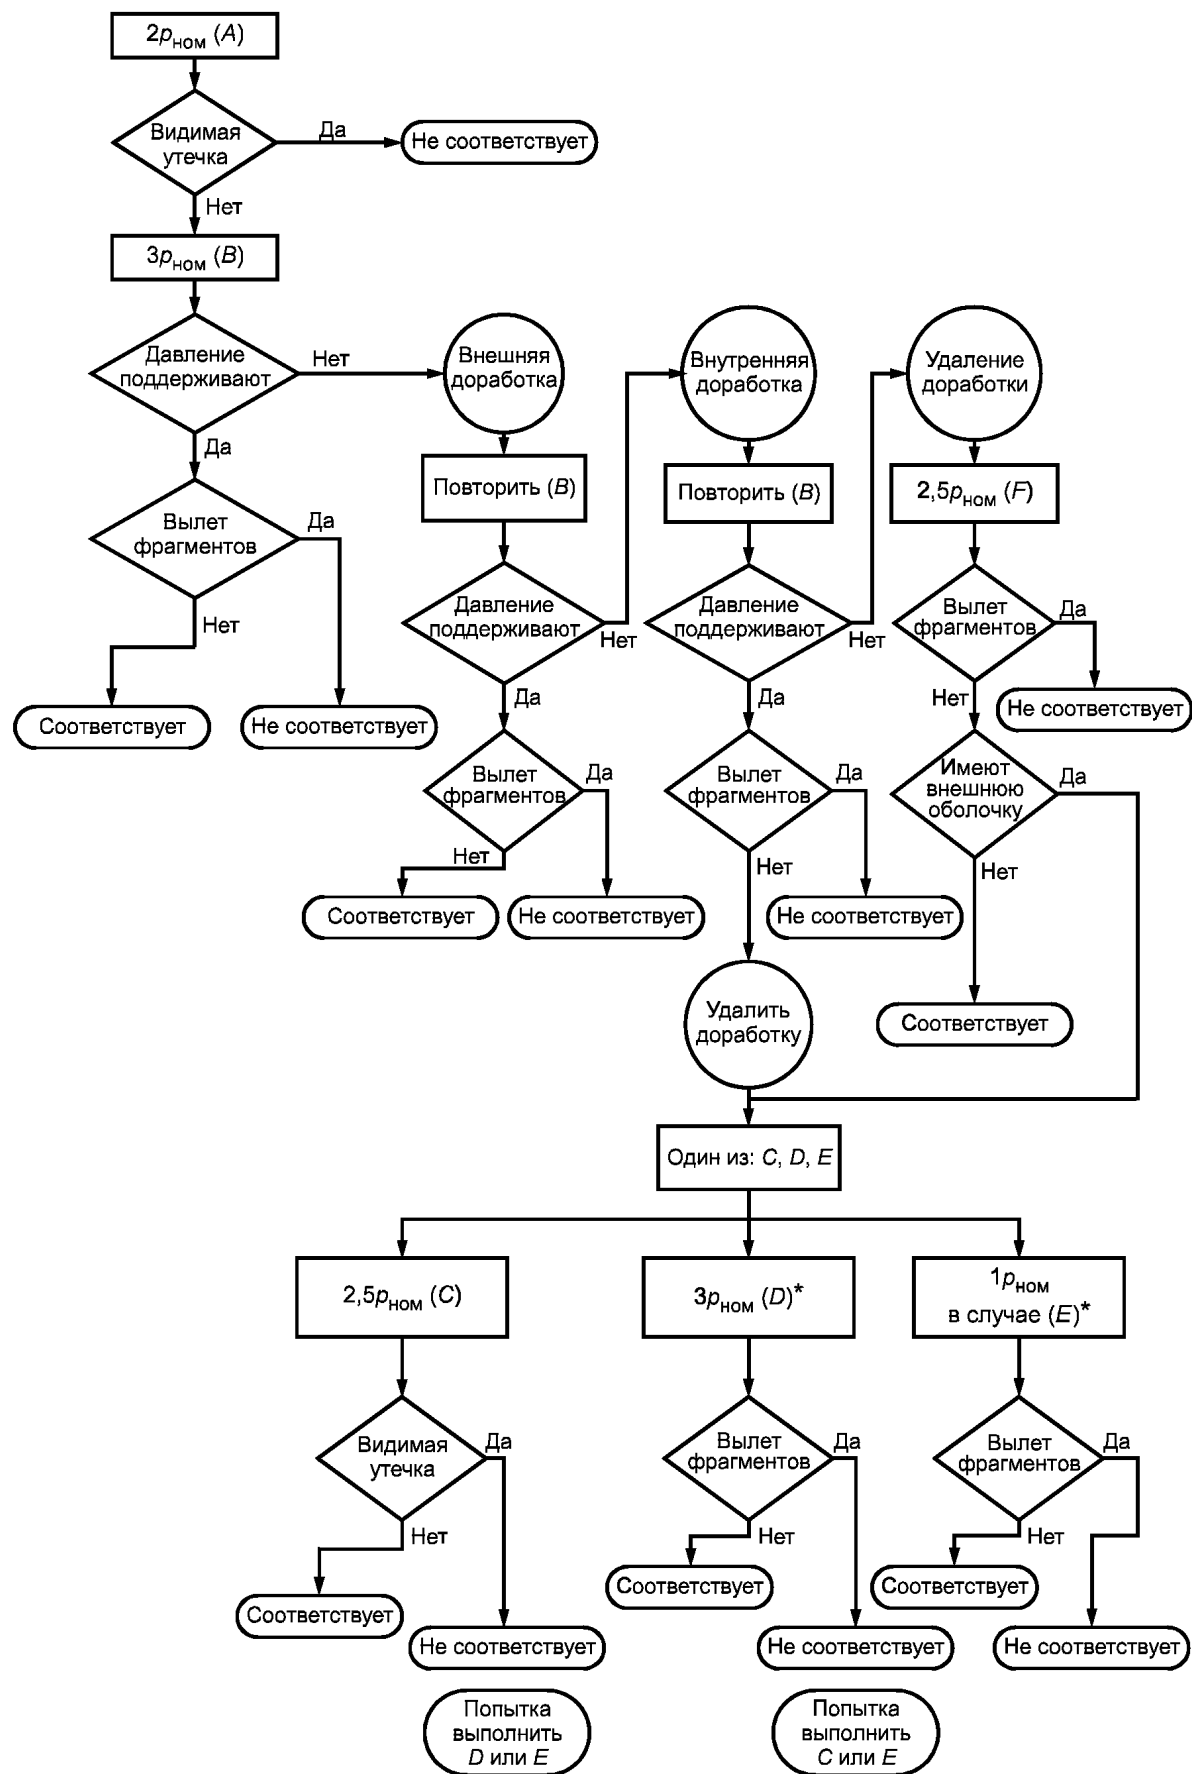 2pном (A)
Видимая
утечка
Да
Не соответствует
Нет
3pном (B)
Давление
поддерживают
Нет
Внешняя
доработка
Внутренняя
доработка
Удаление
доработки
Да
Повторить (B)
Повторить (B)
2,5pном (F)
Вылет
фрагментов
Да
Нет
Соответствует
Не соответствует
Давление
поддерживают
Нет
Да
Давление
поддерживают
Нет
Да
Вылет
фрагментов
Да
Нет
Не соответствует
Вылет
фрагментов
Да
Нет
Соответствует
Не соответствует
Вылет
фрагментов
Да
Нет
Не соответствует
Имеют
внешнюю
оболочку
Да
Нет
Соответствует
Удалить
доработку
Один из: C, D, E
2,5pном (C)
3pном (D)*
1pном
в случае (E)*
Видимая
утечка
Да
Нет
Соответствует
Не соответствует
Вылет
фрагментов
Да
Нет
Соответствует
Не соответствует
Вылет
фрагментов
Да
Нет
Соответствует
Не соответствует
Попытка
выполнить
D или E
Попытка
выполнить
C или E